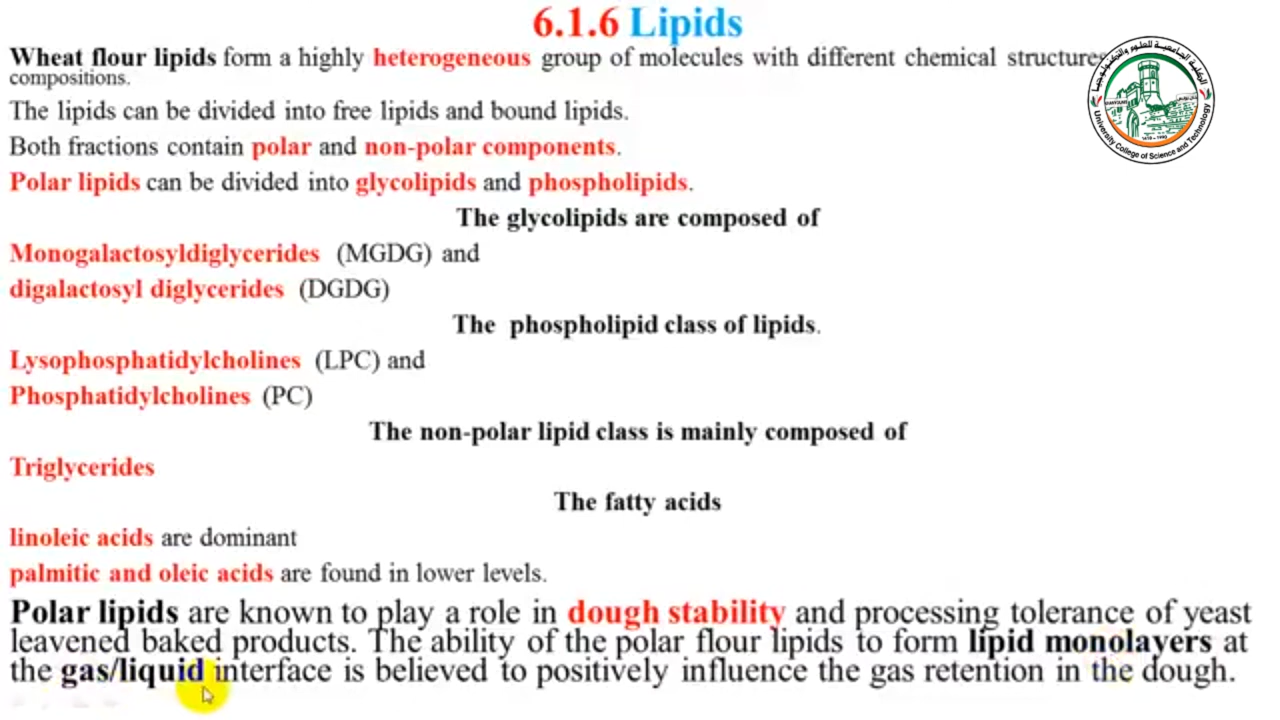 6.1.6 Lipids
Wheat flour lipids form a highly heterogeneous group of molecules with different chemical structures
compositions.
The lipids can be divided into free lipids and bound lipids.
Both fractions contain polar and non-polar components.
Polar lipids can be divided into glycolipids and phospholipids.
The glycolipids are composed of
Monogalactosyldiglycerides (MGDG) and
digalactosyl diglycerides (DGDG)
The phospholipid class of lipids.
Lysophosphatidylcholines (LPC) and
Phosphatidylcholines (PC)
The non-polar lipid class is mainly composed of
Triglycerides
The fatty acids
linoleic acids are dominant
palmitic and oleic acids are found in lower levels.
Polar lipids are known to play a role in dough stability and processing tolerance of yeast
leavened baked products. The ability of the polar flour lipids to form lipid monolayers at
the gas/liquid interface is believed to positively influence the gas retention in the dough.
الكلية الجامعية للعلوم والتكنولوجيا
University College of Science and Technology